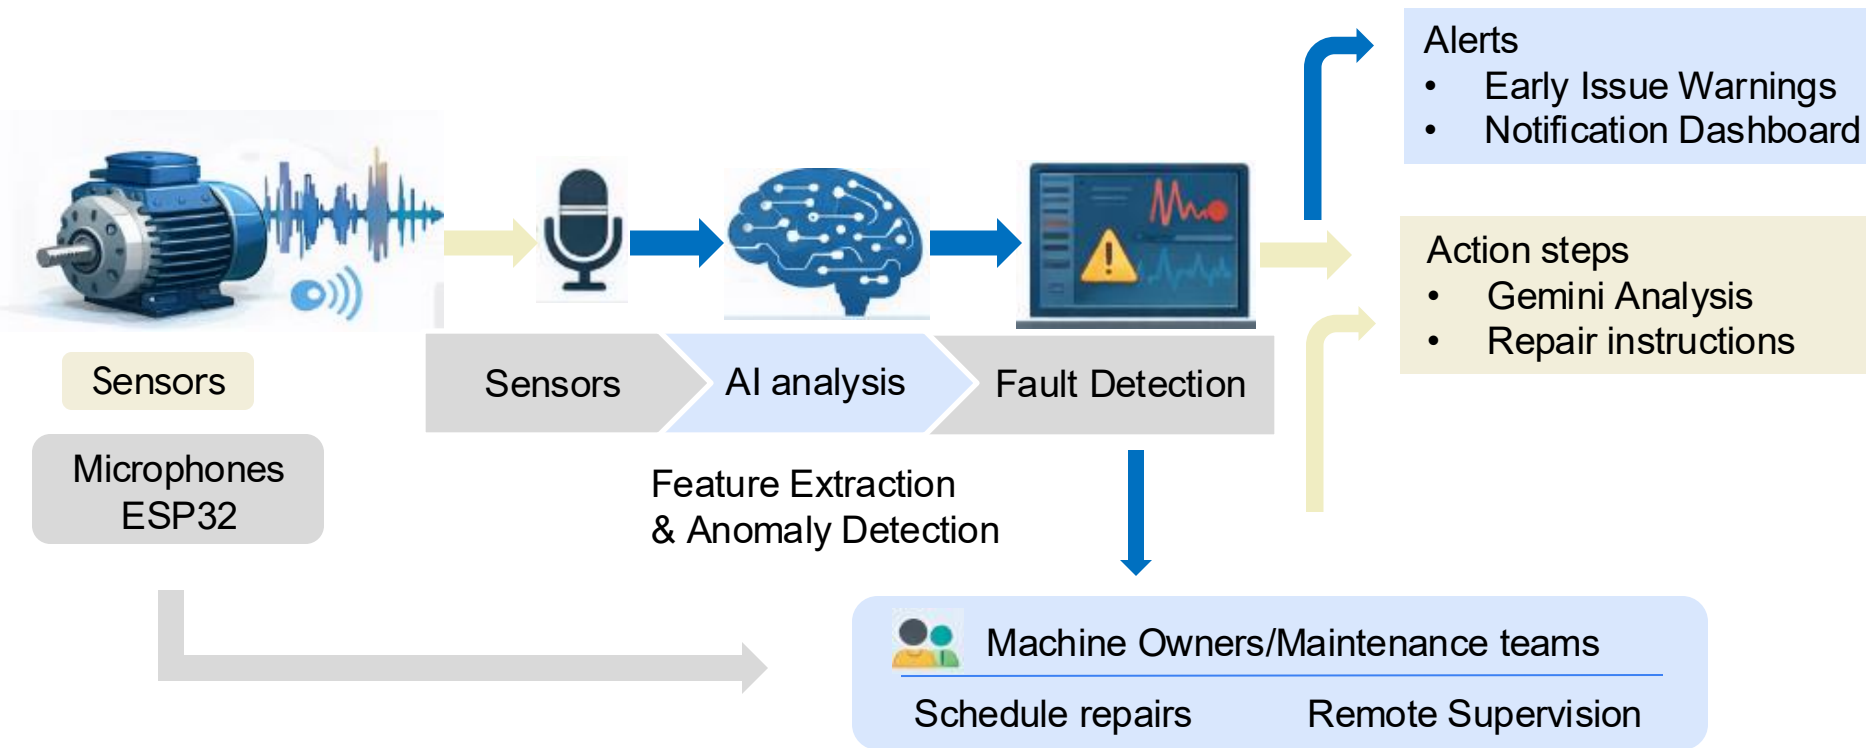 Alerts
• Early Issue Warnings
• Notification Dashboard
Action steps
• Gemini Analysis
• Repair instructions
Sensors
Microphones
ESP32
Sensors
AI analysis
Fault Detection
Feature Extraction
& Anomaly Detection
Machine Owners/Maintenance teams
Schedule repairs
Remote Supervision